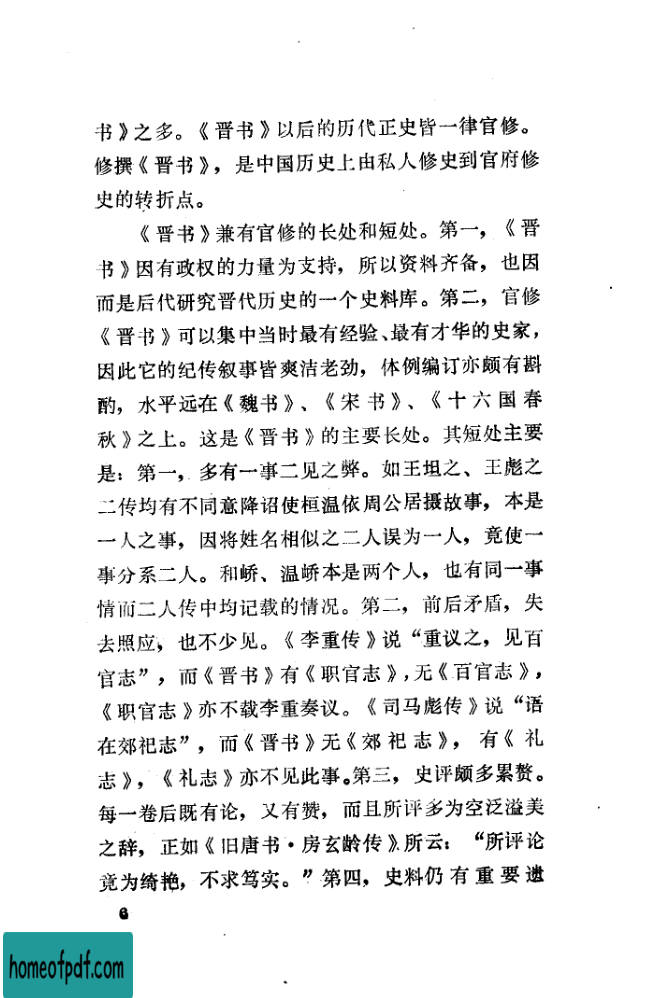 书》之多。《晋书》以后的历代正史皆一律官修。
修撰《晋书》，是中国历史上由私人修史到官府修
史的转折点。
《晋书》兼有官修的长处和短处。第一，《晋
书》因有政权的力量为支持，所以资料齐备，也因
而是后代研究晋代历史的一个史料库。第二，官修
《晋书》可以集中当时最有经验、最有才华的史家，
因此它的纪传叙事皆爽洁老劲，体例编订亦颇有斟
酌，水平远在《魏书》、《宋书》、《十六国春
秋》之上。这是《晋书》的主要长处。其短处主要
是：第一，多有一事二见之弊。如王坦之、王彪之
二传均有不同意降诏使桓温依周公居摄故事，本是
一人之事，因将姓名相似之二人误为一人，竟使一
事分系二人。和峤、温峤本是两个人，也有同一事
情而二人传中均记载的情况。第二，前后矛盾，失
去照应，也不少见。《李重传》说“重议之，见百
官志”，而《晋书》有《职官志》，无《百官志》，
《职官志》亦不载李重奏议。《司马彪传》说“语
在郊祀志”，而《晋书》无《郊祀志》，有《礼
志》，《礼志》亦不见此事。第三，史评颇多累赘。
每一卷后既有论，又有赞，而且所评多为空泛溢美
之辞，正如《旧唐书·房玄龄传》所云：“所评论
竟为绮艳，不求笃实。”第四，史料仍有重要遗
6
homeofpdf.com